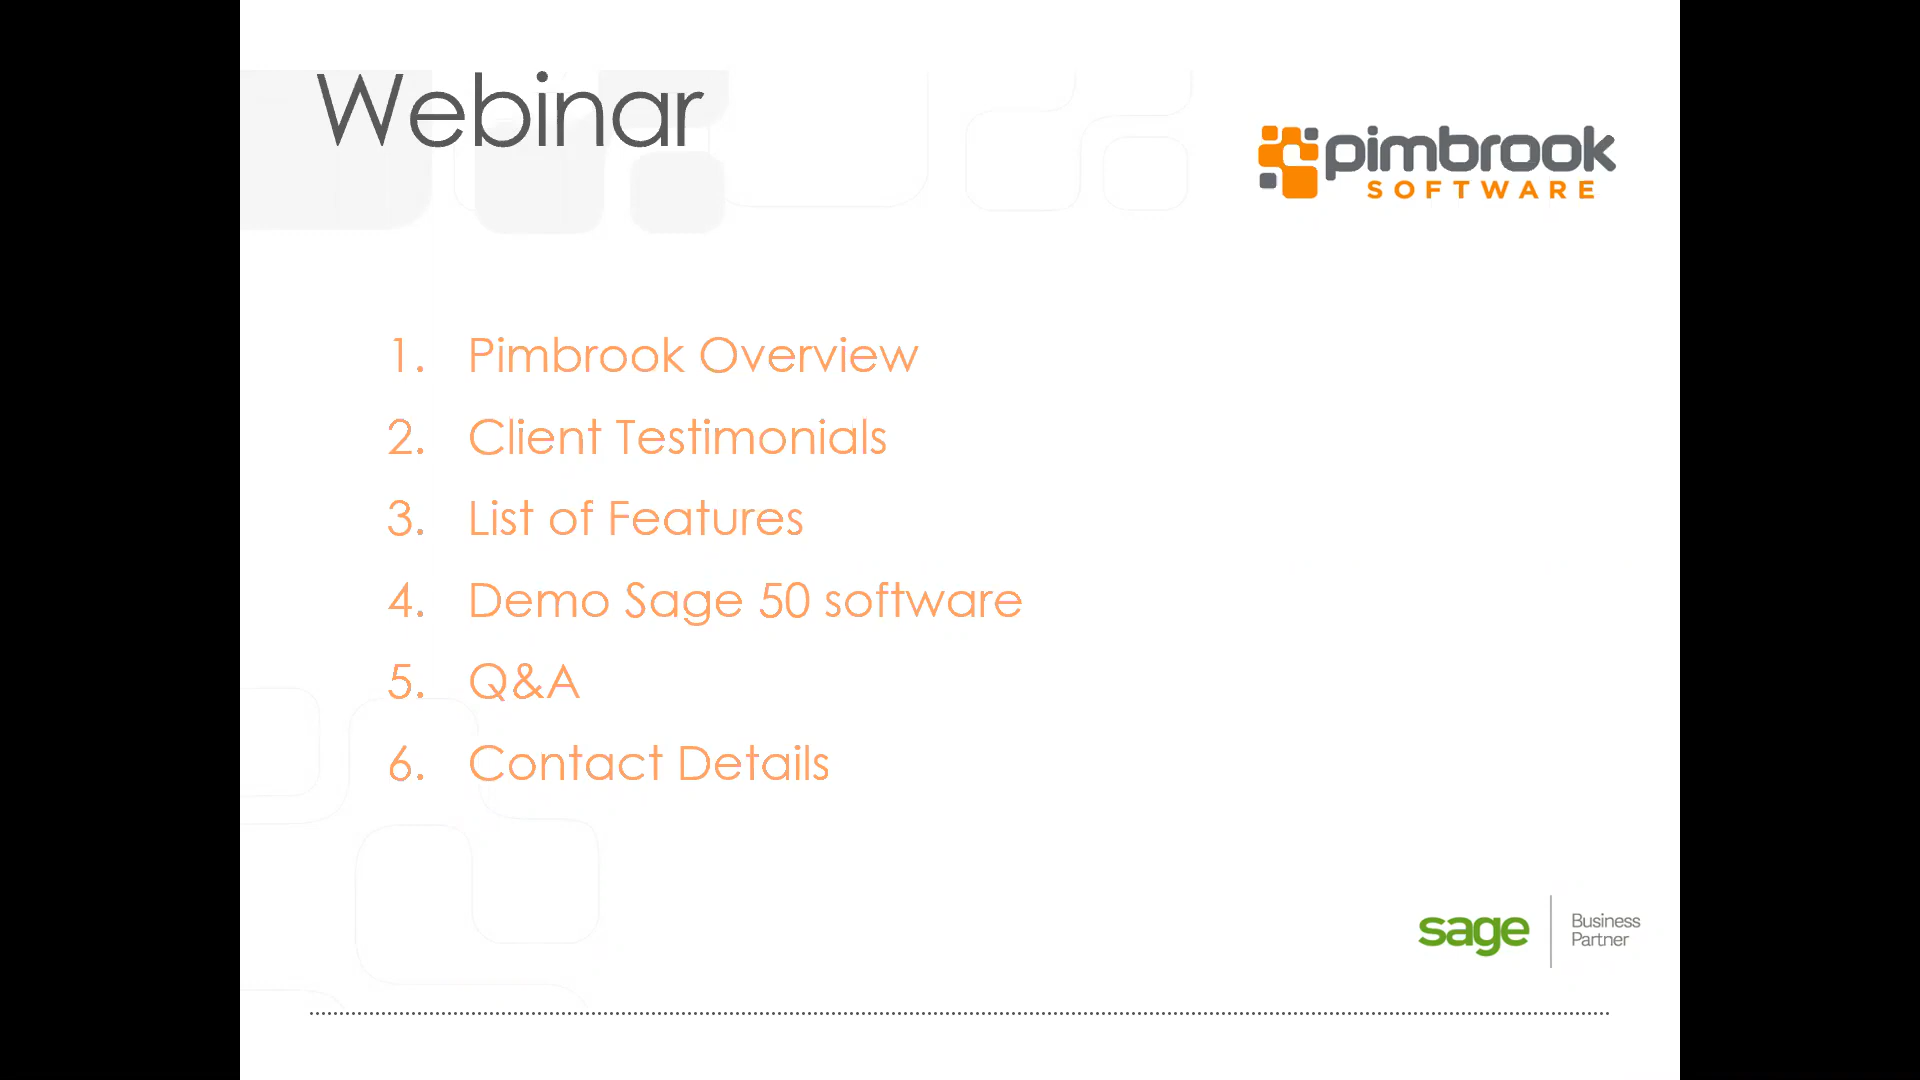 Webinar
pimbrook
SOFTWARE
1. Pimbrook Overview
2. Client Testimonials
3. List of Features
4. Demo Sage 50 software
5. Q&A
6. Contact Details
sage
Business
Partner